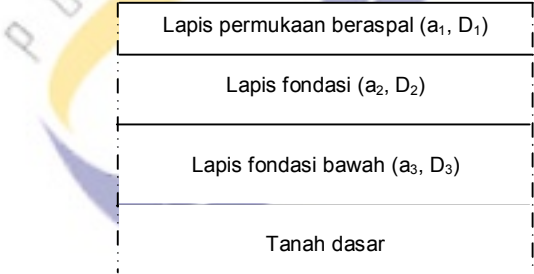 Lapis permukaan beraspal (a₁, D₁)
Lapis fondasi (a₂, D₂)
Lapis fondasi bawah (a₃, D₃)
Tanah dasar